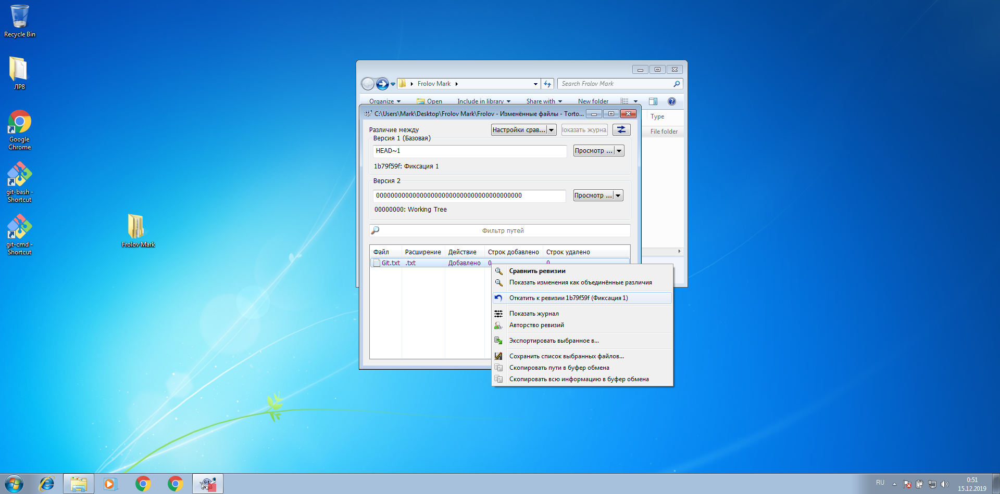 Recycle Bin
ЛР8
Google
Chrome
git-bash -
Shortcut
git-cmd -
Shortcut
Frolov Mark
Frolov Mark
Search Frolov Mark
Organize
Open
Include in library
Share with
New folder
Type
File folder
C:\Users\Mark\Desktop\Frolov Mark\Frolov - Изменённые файлы - Torto...
Различие между
Настройки срав...
Іоказать журна
Версия 1 (Базовая)
HEAD~1
Просмотр ...
1b79f59f: Фиксация 1
Версия 2
0000000000000000000000000000000000000000
Просмотр ...
00000000: Working Tree
Фильтр путей
Файл Расширение Действие Строк добавлено Строк удалено
Git.txt .txt Добавлено 0 0
Сравнить ревизии
Показать изменения как объединённые различия
Откатить к ревизии 1b79f59f (Фиксация 1)
Показать журнал
Авторство ревизий
Экспортировать выбранное в...
Сохранить список выбранных файлов...
Скопировать пути в буфер обмена
Скопировать всю информацию в буфер обмена
Git
RU
0:51
15.12.2019